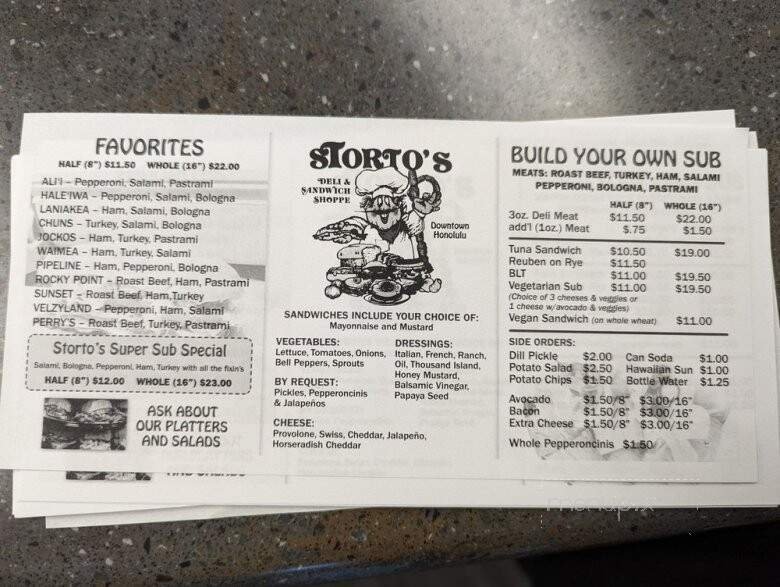 FAVORITES
HALF (8") $11.50 WHOLE (16") $22.00
ALI'I – Pepperoni, Salami, Pastrami
HALE'IWA – Pepperoni, Salami, Bologna
LANIAKEA – Ham, Salami, Bologna
CHUNS – Turkey, Salami, Bologna
JOCKOS – Ham, Turkey, Pastrami
WAIMEA – Ham, Turkey, Salami
PIPELINE – Ham, Pepperoni, Bologna
ROCKY POINT – Roast Beef, Ham, Pastrami
SUNSET – Roast Beef, Ham,Turkey
VELZYLAND – Pepperoni, Ham, Salami
PERRY'S – Roast Beef, Turkey, Pastrami
Storto's Super Sub Special
Salami, Bologna, Pepperoni, Ham, Turkey with all the fixin's
HALF (8") $12.00 WHOLE (16") $23.00
ASK ABOUT
OUR PLATTERS
AND SALADS
STORTO'S
DELI &
SANDWICH
SHOPPE
Downtown
Honolulu
SANDWICHES INCLUDE YOUR CHOICE OF:
Mayonnaise and Mustard
VEGETABLES:
Lettuce, Tomatoes, Onions,
Bell Peppers, Sprouts
BY REQUEST:
Pickles, Pepperoncinis
& Jalapeños
CHEESE:
Provolone, Swiss, Cheddar, Jalapeño,
Horseradish Cheddar
DRESSINGS:
Italian, French, Ranch,
Oil, Thousand Island,
Honey Mustard,
Balsamic Vinegar,
Papaya Seed
BUILD YOUR OWN SUB
MEATS: ROAST BEEF, TURKEY, HAM, SALAMI
PEPPERONI, BOLOGNA, PASTRAMI
HALF (8") WHOLE (16")
3oz. Deli Meat $11.50 $22.00
add'l (1oz.) Meat $.75 $1.50
Tuna Sandwich $10.50 $19.00
Reuben on Rye $11.50
BLT $11.00 $19.50
Vegetarian Sub $11.00 $19.50
(Choice of 3 cheeses & veggies or
1 cheese w/avocado & veggies)
Vegan Sandwich (on whole wheat) $11.00
SIDE ORDERS:
Dill Pickle $2.00 Can Soda $1.00
Potato Salad $2.50 Hawaiian Sun $1.00
Potato Chips $1.50 Bottle Water $1.25
Avocado $1.50/8" $3.00/16"
Bacon $1.50/8" $3.00/16"
Extra Cheese $1.50/8" $3.00/16"
Whole Pepperoncinis $1.50
AND SALADS